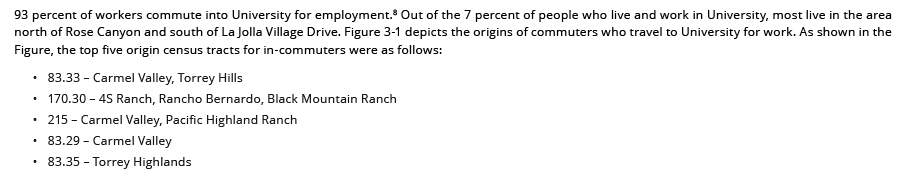 93 percent of workers commute into University for employment.⁸ Out of the 7 percent of people who live and work in University, most live in the area
north of Rose Canyon and south of La Jolla Village Drive. Figure 3-1 depicts the origins of commuters who travel to University for work. As shown in the
Figure, the top five origin census tracts for in-commuters were as follows:
• 83.33 – Carmel Valley, Torrey Hills
• 170.30 – 4S Ranch, Rancho Bernardo, Black Mountain Ranch
• 215 – Carmel Valley, Pacific Highland Ranch
• 83.29 – Carmel Valley
• 83.35 – Torrey Highlands